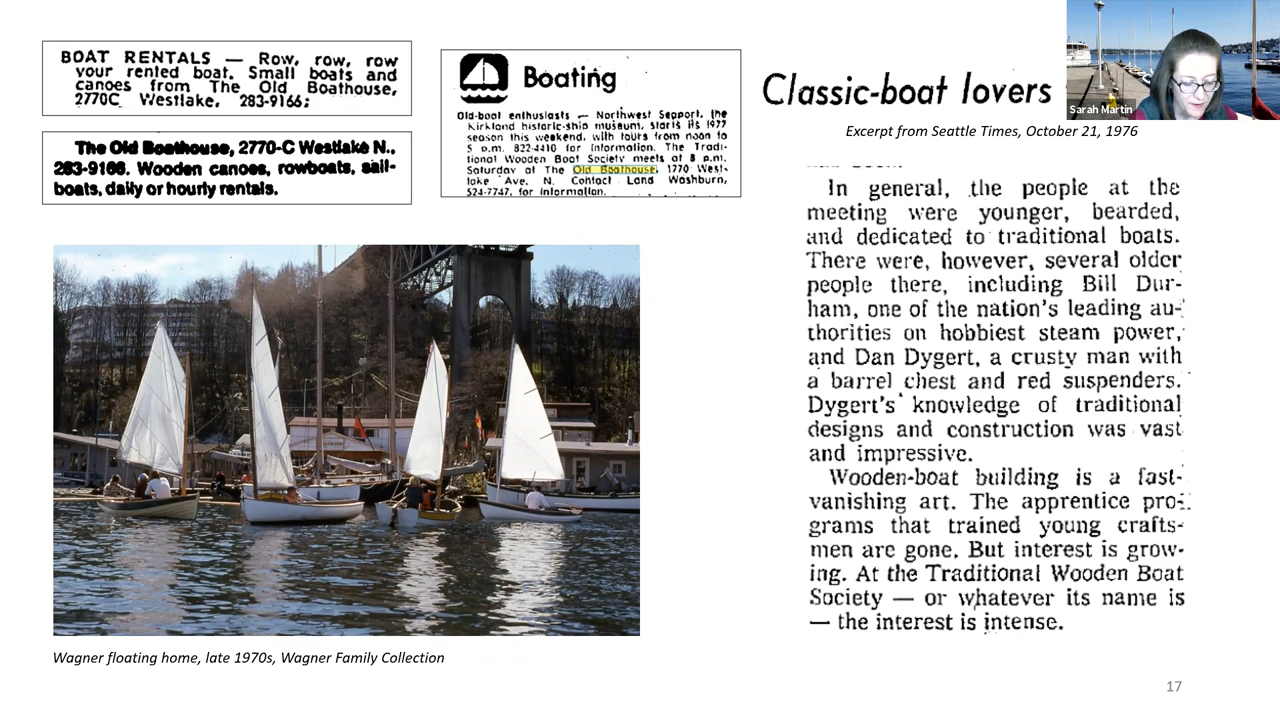 BOAT RENTALS — Row, row, row
your rented boat. Small boats and
canoes from The Old Boathouse,
2770C Westlake, 283-9166;
The Old Boathouse, 2770-C Westlake N.,
283-9166. Wooden canoes, rowboats, sail-
boats, daily or hourly rentals.
Boating
Old-boat enthusiasts — Northwest Seaport, the
Kirkland historic-ship museum, starts its 1977
season this weekend, with tours from noon to
5 p.m. 822-4410 for information. The Tradi-
tional Wooden Boat Society meets at 8 p.m.
Saturday at The Old Boathouse, 1770 West-
lake Ave. N. Contact Land Washburn,
524-7747, for information.
Classic-boat lovers
Sarah Martin
Excerpt from Seattle Times, October 21, 1976
In general, the people at the
meeting were younger, bearded,
and dedicated to traditional boats.
There were, however, several older
people there, including Bill Dur-
ham, one of the nation's leading au-
thorities on hobbiest steam power,
and Dan Dygert, a crusty man with
a barrel chest and red suspenders.
Dygert's knowledge of traditional
designs and construction was vast
and impressive.
Wooden-boat building is a fast-
vanishing art. The apprentice pro-
grams that trained young crafts-
men are gone. But interest is grow-
ing. At the Traditional Wooden Boat
Society — or whatever its name is
— the interest is intense.
Wagner floating home, late 1970s, Wagner Family Collection
17